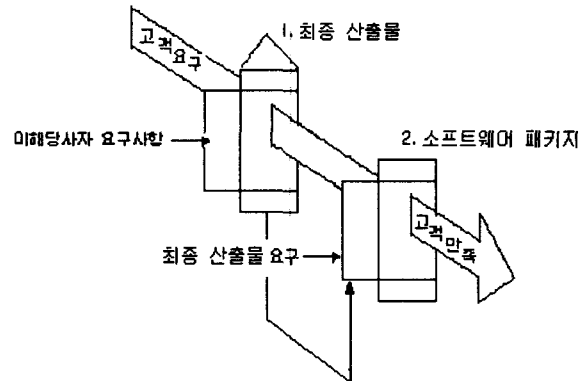 고객요구
1. 최종 산출물
미해당사자 요구사항
2. 소프트웨어 패키지
최종 산출물 요구
고객만족